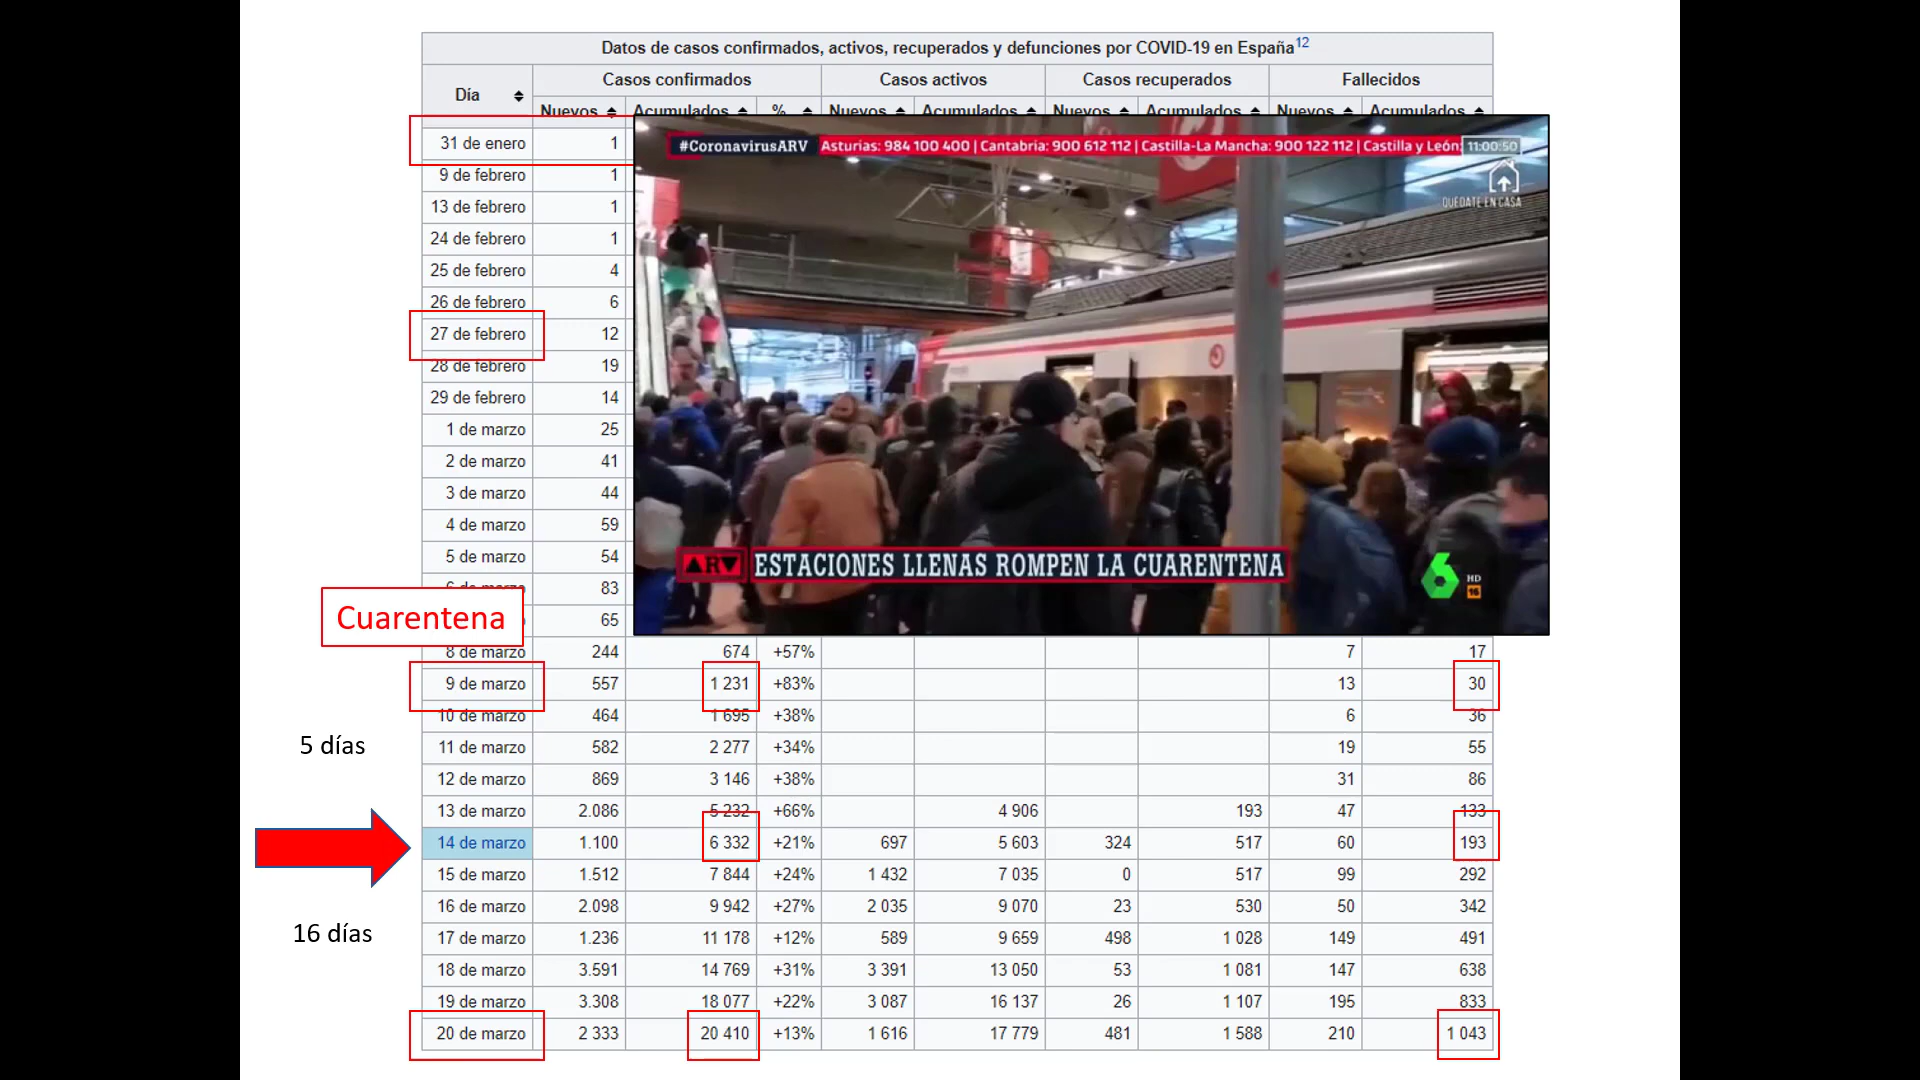 Datos de casos confirmados, activos, recuperados y defunciones por COVID-19 en España12
Día Casos confirmados Casos activos Casos recuperados Fallecidos
Nuevos Acumulados % Nuevos Acumulados Nuevos Acumulados Nuevos Acumulados
31 de enero 1
9 de febrero 1
13 de febrero 1
24 de febrero 1
25 de febrero 4
26 de febrero 6
27 de febrero 12
28 de febrero 19
29 de febrero 14
1 de marzo 25
2 de marzo 41
3 de marzo 44
4 de marzo 59
5 de marzo 54
6 de marzo 83
65
#CoronavirusARV Asturias: 984 100 400 | Cantabria: 900 612 112 | Castilla-La Mancha: 900 122 112 | Castilla y León: 11:00:50
QUÉDATE EN CASA
ARV ESTACIONES LLENAS ROMPEN LA CUARENTENA
6 HD
16
Cuarentena
8 de marzo 244 674 +57% 7 17
9 de marzo 557 1 231 +83% 13 30
10 de marzo 464 1 695 +38% 6 36
5 días
11 de marzo 582 2 277 +34% 19 55
12 de marzo 869 3 146 +38% 31 86
13 de marzo 2.086 5 232 +66% 4 906 193 47 133
14 de marzo 1.100 6 332 +21% 697 5 603 324 517 60 193
15 de marzo 1.512 7 844 +24% 1 432 7 035 0 517 99 292
16 de marzo 2.098 9 942 +27% 2 035 9 070 23 530 50 342
16 días
17 de marzo 1.236 11 178 +12% 589 9 659 498 1 028 149 491
18 de marzo 3.591 14 769 +31% 3 391 13 050 53 1 081 147 638
19 de marzo 3.308 18 077 +22% 3 087 16 137 26 1 107 195 833
20 de marzo 2 333 20 410 +13% 1 616 17 779 481 1 588 210 1 043